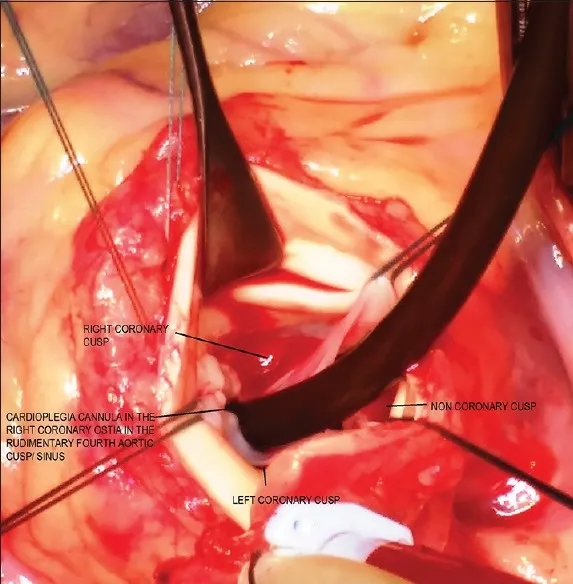 RIGHT CORONARY
CUSP
CARDIOPLEGIA CANNULA IN THE
RIGHT CORONARY OSTIA IN THE
RUDIMENTARY FOURTH AORTIC
CUSP/ SINUS
NON CORONARY CUSP
LEFT CORONARY CUSP